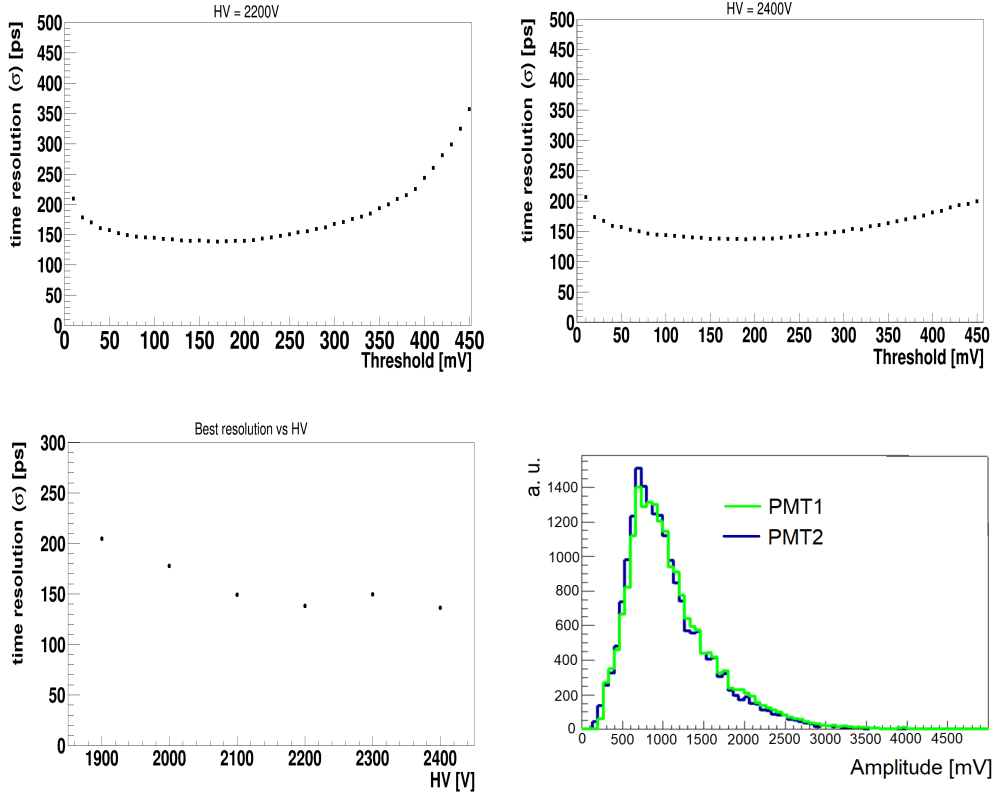 HV = 2200V
time resolution (σ) [ps]
500
450
400
350
300
250
200
150
100
50
0
0 50 100 150 200 250 300 350 400 450
Threshold [mV]
HV = 2400V
time resolution (σ) [ps]
500
450
400
350
300
250
200
150
100
50
0
0 50 100 150 200 250 300 350 400 450
Threshold [mV]
Best resolution vs HV
time resolution (σ) [ps]
300
250
200
150
100
50
0
1900 2000 2100 2200 2300 2400
HV [V]
a. u.
1400
1200
1000
800
600
400
200
0
PMT1
PMT2
0 500 1000 1500 2000 2500 3000 3500 4000 4500
Amplitude [mV]